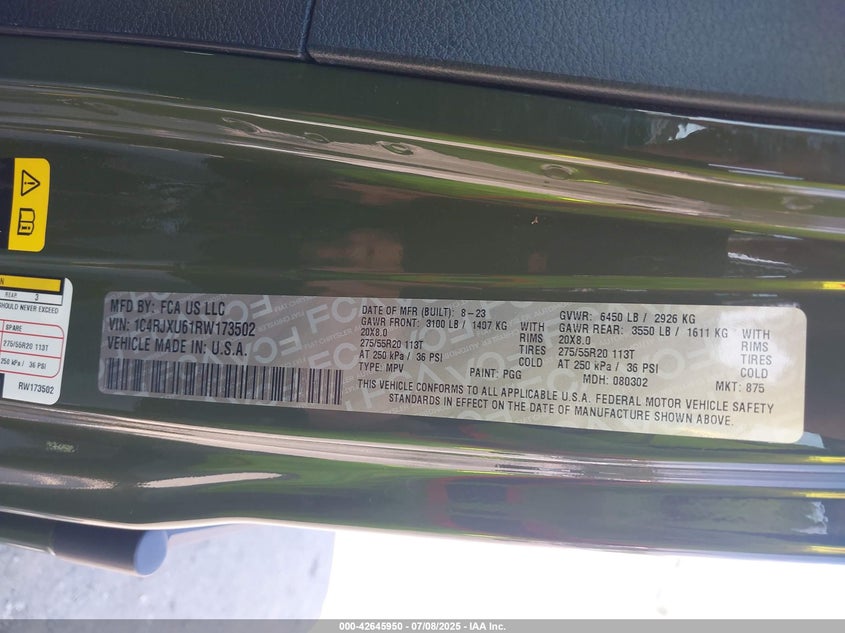 N
REAR 3
SHOULD NEVER EXCEED
SPARE
275/55R20 113T
250 kPa / 36 PSI
RW173502
MFD BY: FCA US LLC
VIN: 1C4RJXU61RW173502
VEHICLE MADE IN: U.S.A.
DATE OF MFR (BUILT): 8-23
GAWR FRONT: 3100 LB / 1407 KG WITH
20X8.0 RIMS
275/55R20 113T TIRES
AT 250 kPa / 36 PSI COLD
TYPE: MPV PAINT: PGG
GVWR: 6450 LB / 2926 KG
GAWR REAR: 3550 LB / 1611 KG WITH
20X8.0 RIMS
275/55R20 113T TIRES
AT 250 kPa / 36 PSI COLD
MDH: 080302 MKT: 875
THIS VEHICLE CONFORMS TO ALL APPLICABLE U.S.A. FEDERAL MOTOR VEHICLE SAFETY
STANDARDS IN EFFECT ON THE DATE OF MANUFACTURE SHOWN ABOVE.
000-42645950 | 07/08/2025 - IAA Inc.